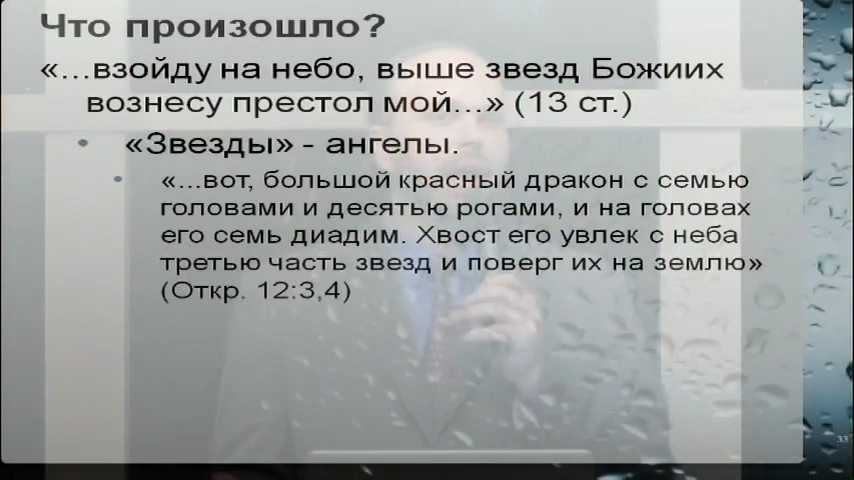 Что произошло?
«...взойду на небо, выше звезд Божиих
вознесу престол мой...» (13 ст.)
• «Звезды» - ангелы.
• «...вот, большой красный дракон с семью
головами и десятью рогами, и на головах
его семь диадим. Хвост его увлек с неба
третью часть звезд и поверг их на землю»
(Откр. 12:3,4)
33